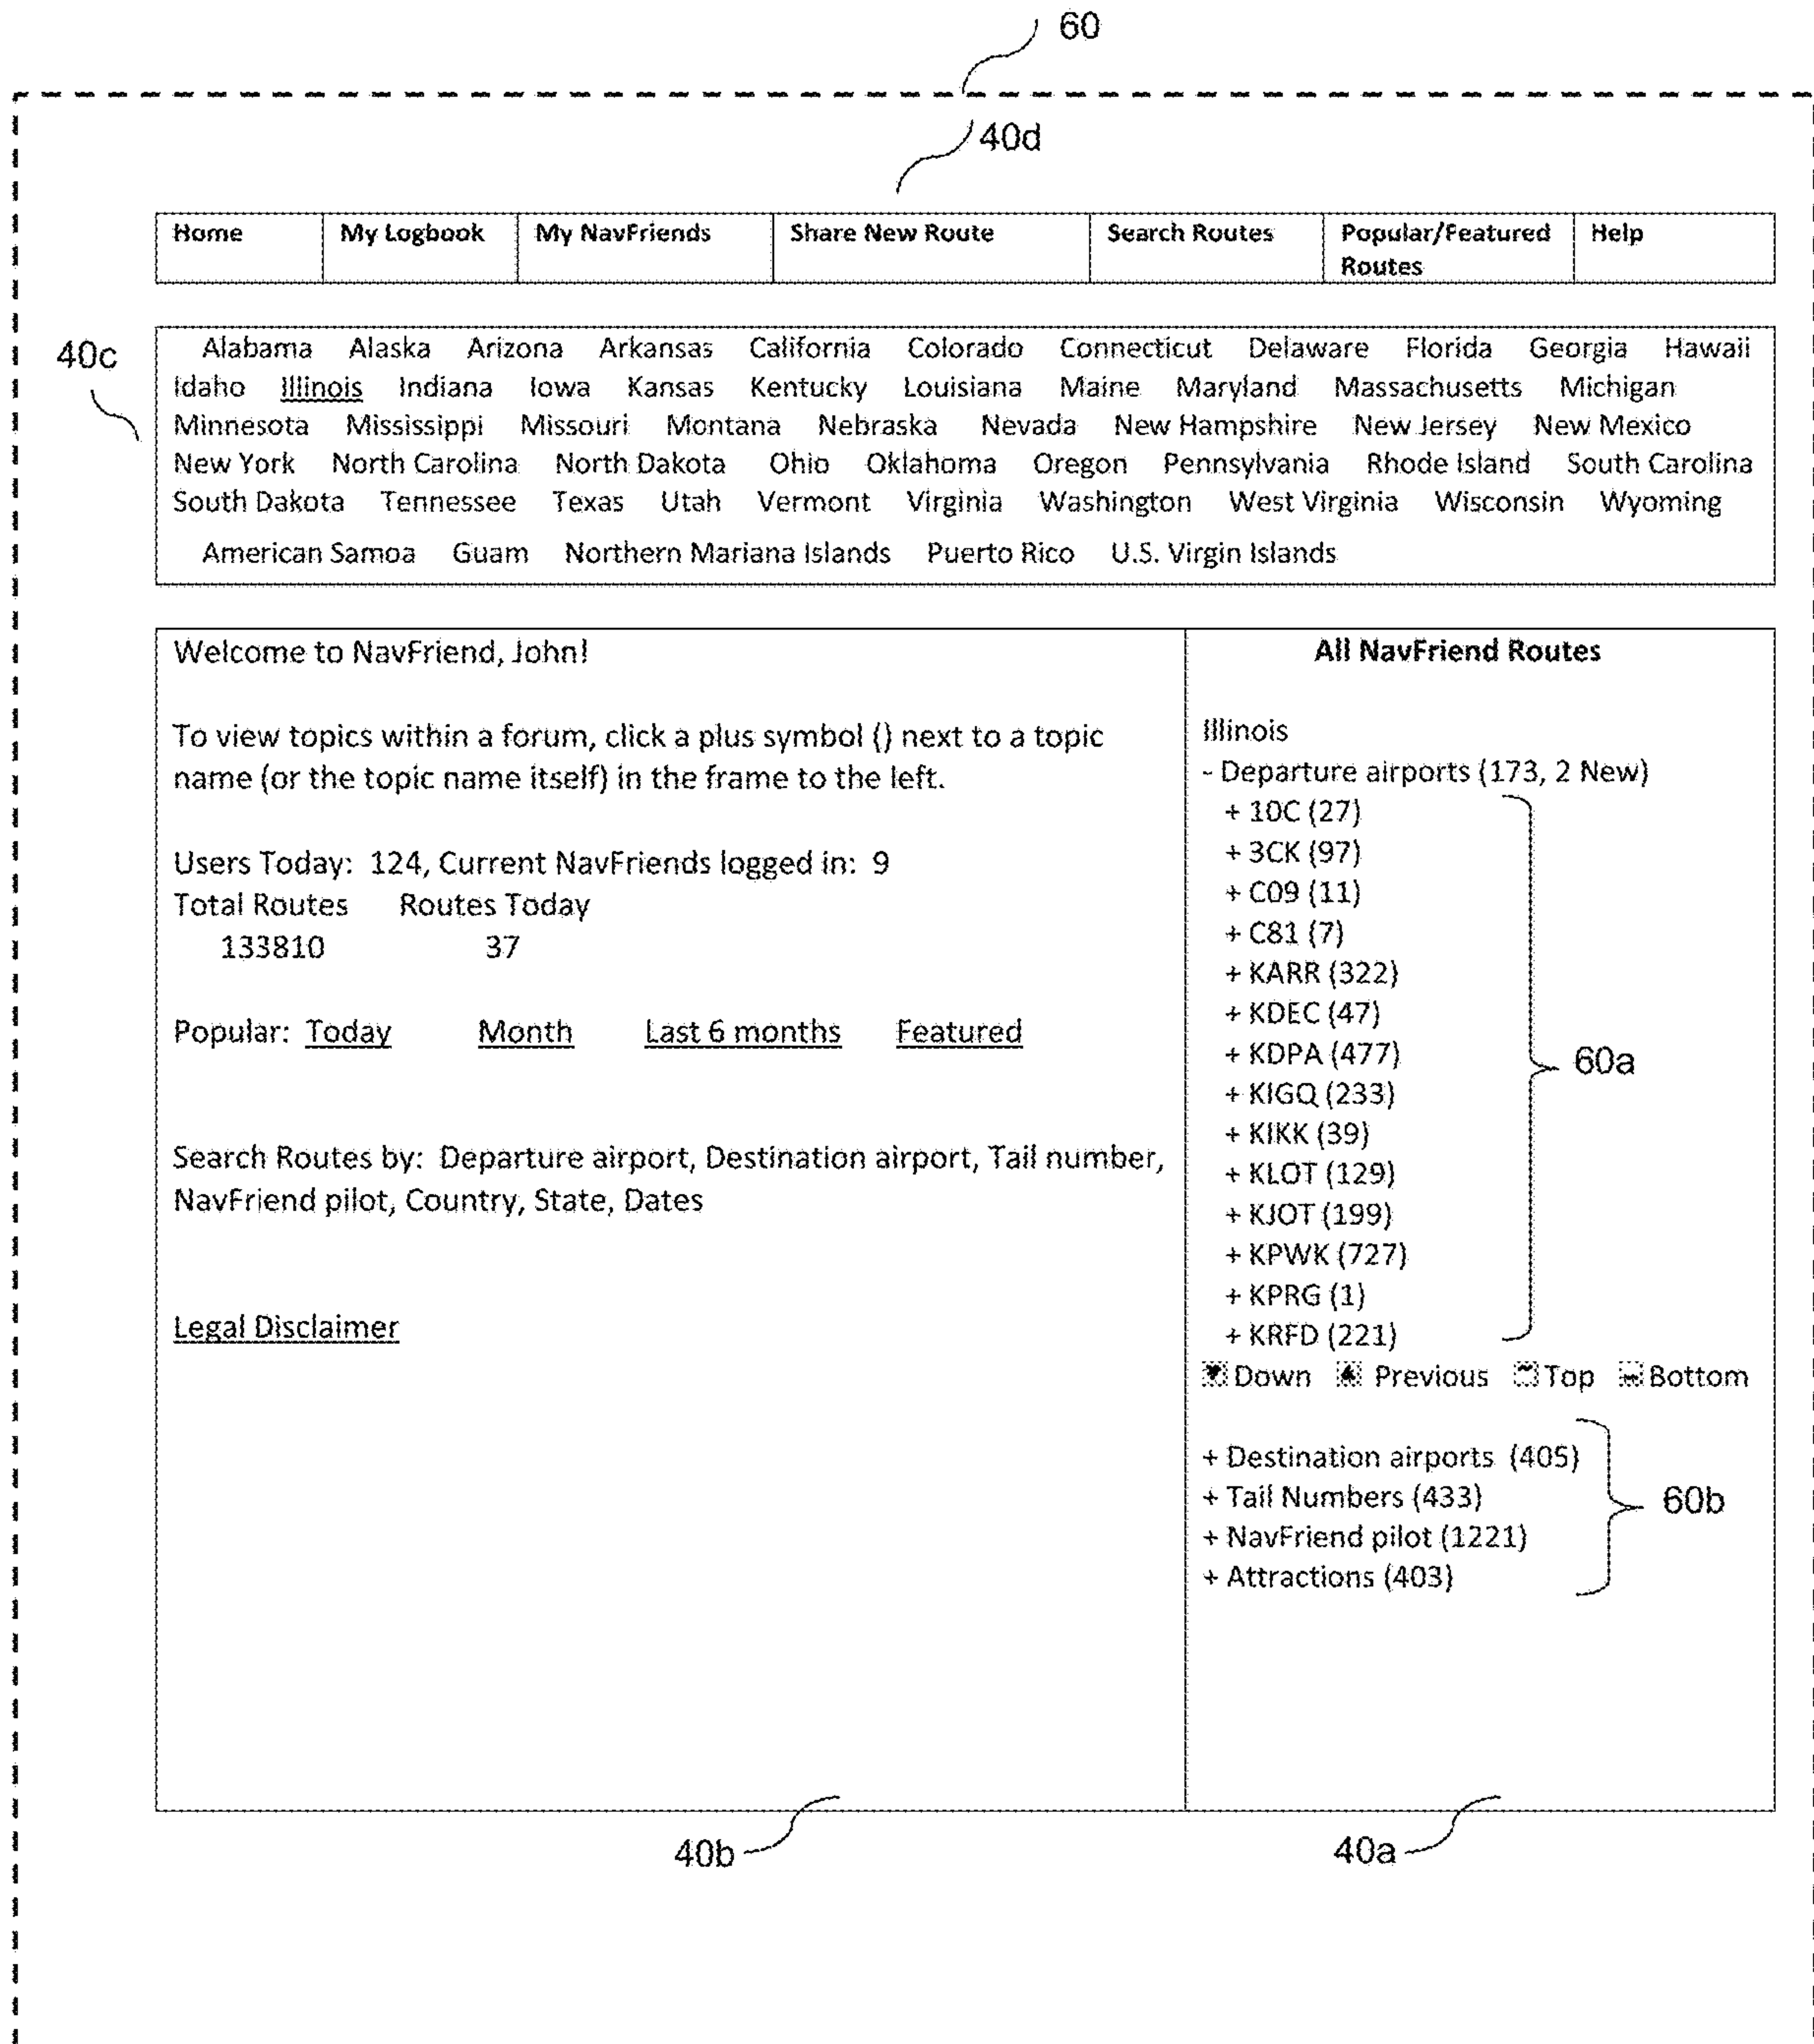 60
40d
Home My Logbook My NavFriends Share New Route Search Routes Popular/Featured Routes Help
40c
Alabama Alaska Arizona Arkansas California Colorado Connecticut Delaware Florida Georgia Hawaii
Idaho Illinois Indiana Iowa Kansas Kentucky Louisiana Maine Maryland Massachusetts Michigan
Minnesota Mississippi Missouri Montana Nebraska Nevada New Hampshire New Jersey New Mexico
New York North Carolina North Dakota Ohio Oklahoma Oregon Pennsylvania Rhode Island South Carolina
South Dakota Tennessee Texas Utah Vermont Virginia Washington West Virginia Wisconsin Wyoming
American Samoa Guam Northern Mariana Islands Puerto Rico U.S. Virgin Islands
Welcome to NavFriend, John!
To view topics within a forum, click a plus symbol () next to a topic
name (or the topic name itself) in the frame to the left.
Users Today: 124, Current NavFriends logged in: 9
Total Routes Routes Today
133810 37
Popular: Today Month Last 6 months Featured
Search Routes by: Departure airport, Destination airport, Tail number,
NavFriend pilot, Country, State, Dates
Legal Disclaimer
All NavFriend Routes
Illinois
- Departure airports (173, 2 New)
+ 10C (27)
+ 3CK (97)
+ C09 (11)
+ C81 (7)
+ KARR (322)
+ KDEC (47)
+ KDPA (477)
+ KIGQ (233)
+ KIKK (39)
+ KLOT (129)
+ KJOT (199)
+ KPWK (727)
+ KPRG (1)
+ KRFD (221)
60a
Down Previous Top Bottom
+ Destination airports (405)
+ Tail Numbers (433)
+ NavFriend pilot (1221)
+ Attractions (403)
60b
40b
40a